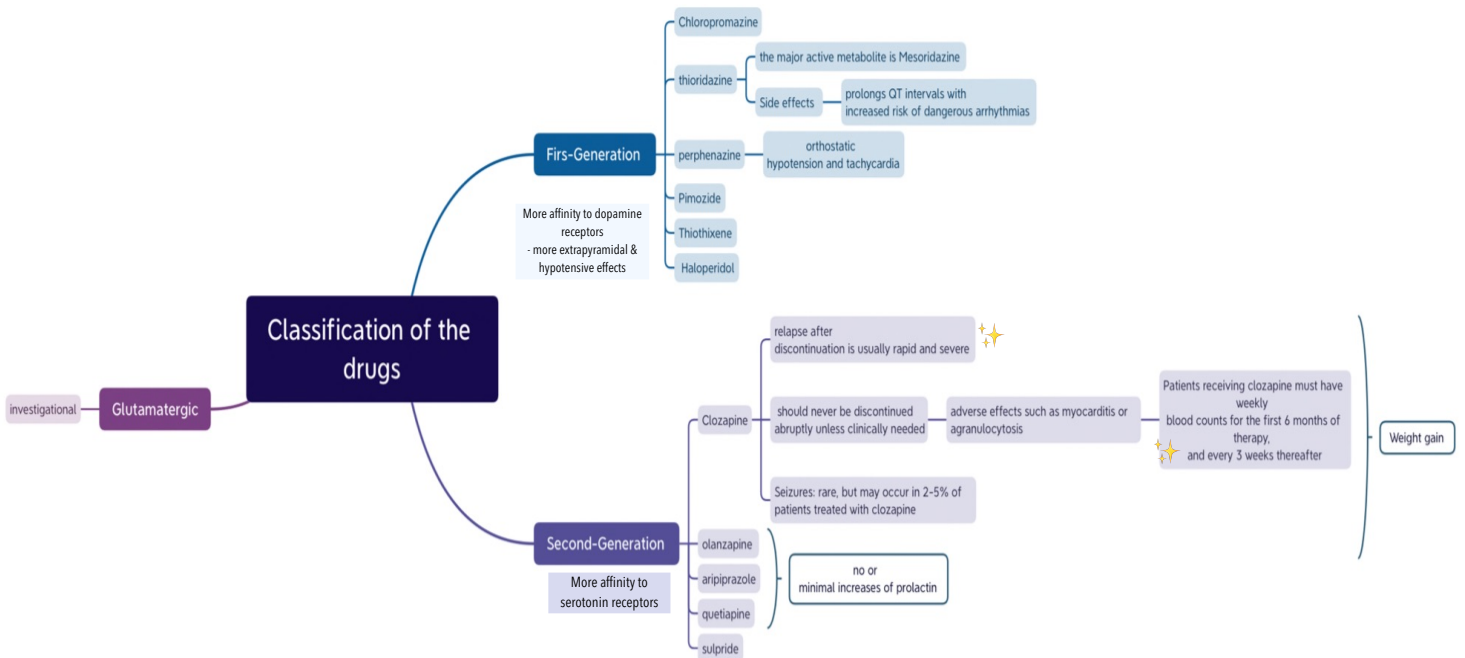 Chloropromazine
thioridazine
the major active metabolite is Mesoridazine
Side effects
prolongs QT intervals with
increased risk of dangerous arrhythmias
Firs-Generation
perphenazine
orthostatic
hypotension and tachycardia
Pimozide
Thiothixene
Haloperidol
More affinity to dopamine
receptors
- more extrapyramidal &
hypotensive effects
Classification of the
drugs
Glutamatergic
investigational
Second-Generation
More affinity to
serotonin receptors
Clozapine
relapse after
discontinuation is usually rapid and severe
should never be discontinued
abruptly unless clinically needed
adverse effects such as myocarditis or
agranulocytosis
Patients receiving clozapine must have
weekly
blood counts for the first 6 months of
therapy,
and every 3 weeks thereafter
Seizures: rare, but may occur in 2-5% of
patients treated with clozapine
Weight gain
olanzapine
aripiprazole
quetiapine
no or
minimal increases of prolactin
sulpride